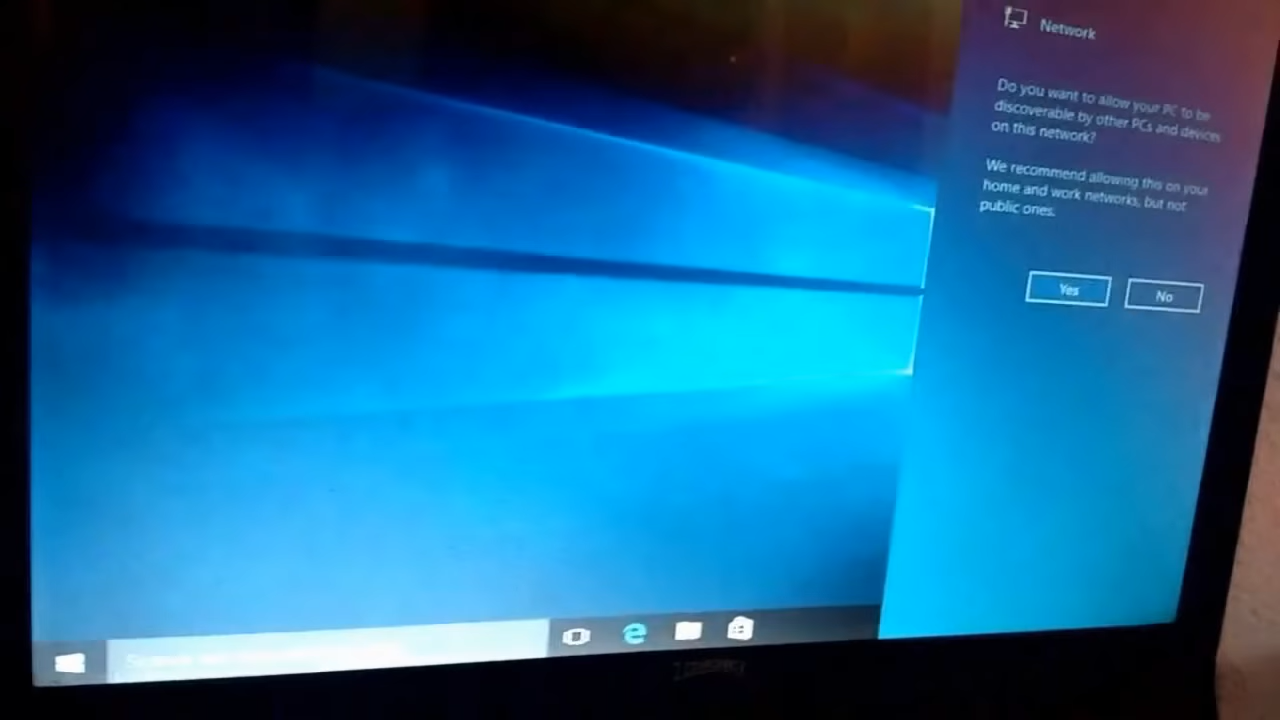 Network
Do you want to allow your PC to be
discoverable by other PCs and devices
on this network?
We recommend allowing this on your
home and work networks, but not
public ones.
Yes
No